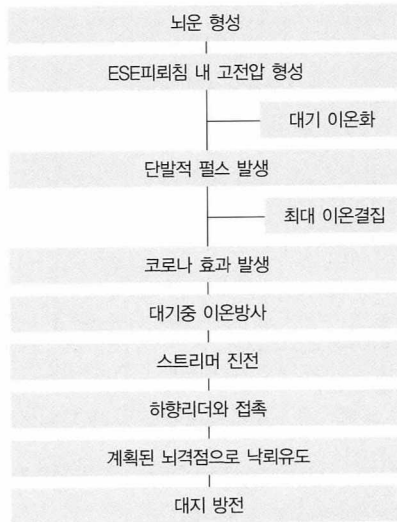 뇌운 형성
ESE피뢰침 내 고전압 형성
대기 이온화
단발적 펄스 발생
최대 이온결집
코로나 효과 발생
대기중 이온방사
스트리머 진전
하향리더와 접촉
계획된 뇌격점으로 낙뢰유도
대지 방전